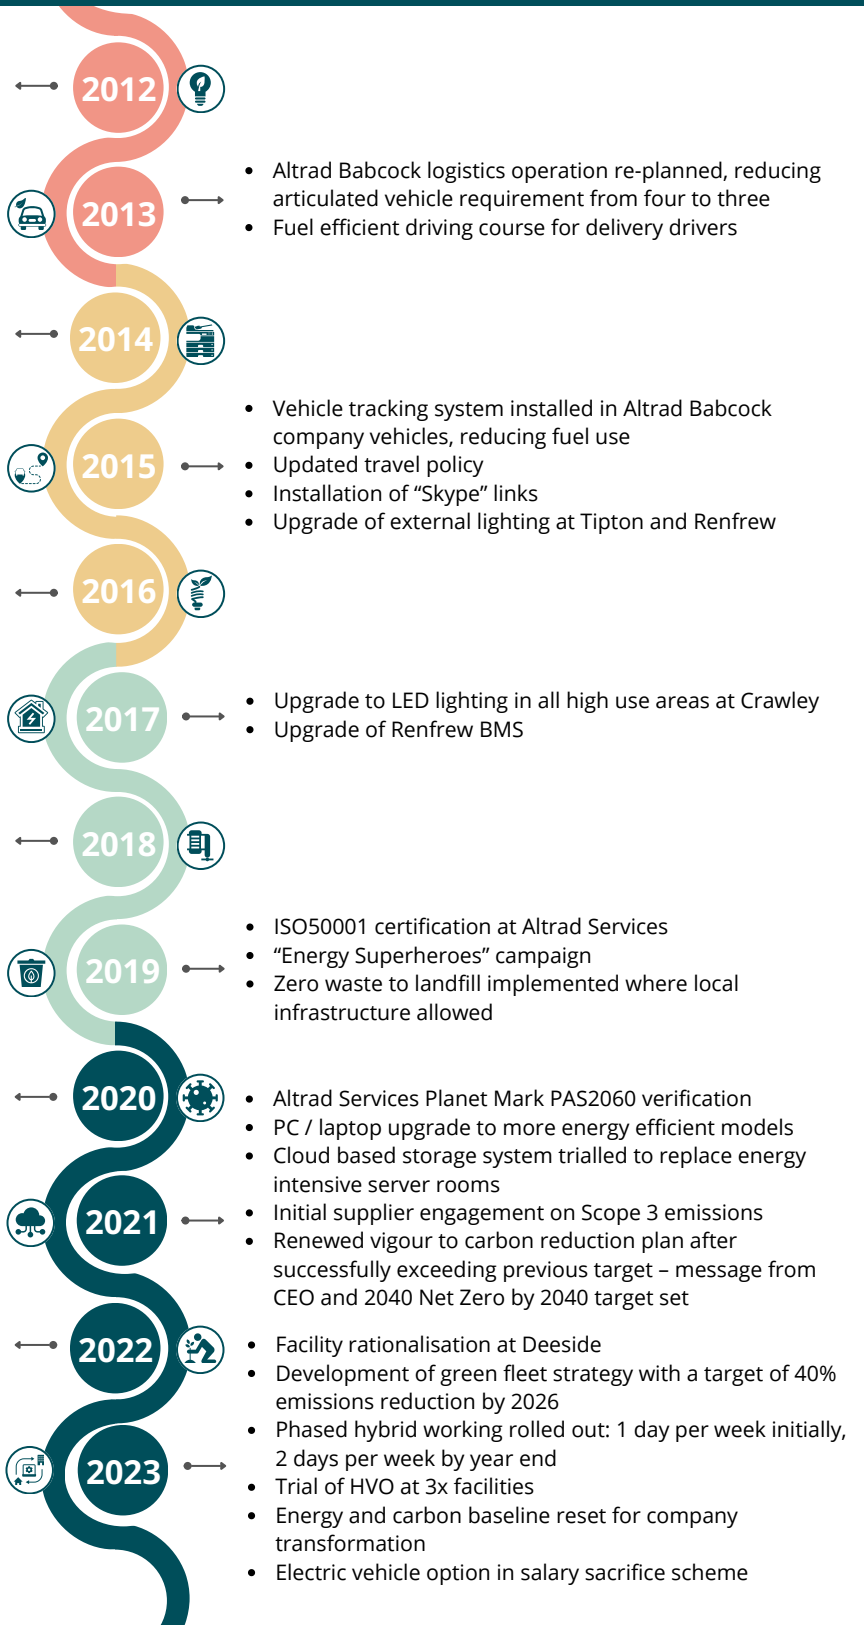 2012
2013
• Altrad Babcock logistics operation re-planned, reducing
articulated vehicle requirement from four to three
• Fuel efficient driving course for delivery drivers
2014
2015
• Vehicle tracking system installed in Altrad Babcock
company vehicles, reducing fuel use
• Updated travel policy
• Installation of “Skype” links
• Upgrade of external lighting at Tipton and Renfrew
2016
2017
• Upgrade to LED lighting in all high use areas at Crawley
• Upgrade of Renfrew BMS
2018
2019
• ISO50001 certification at Altrad Services
• “Energy Superheroes” campaign
• Zero waste to landfill implemented where local
infrastructure allowed
2020
2021
• Altrad Services Planet Mark PAS2060 verification
• PC / laptop upgrade to more energy efficient models
• Cloud based storage system trialled to replace energy
intensive server rooms
• Initial supplier engagement on Scope 3 emissions
• Renewed vigour to carbon reduction plan after
successfully exceeding previous target – message from
CEO and 2040 Net Zero by 2040 target set
2022
2023
• Facility rationalisation at Deeside
• Development of green fleet strategy with a target of 40%
emissions reduction by 2026
• Phased hybrid working rolled out: 1 day per week initially,
2 days per week by year end
• Trial of HVO at 3x facilities
• Energy and carbon baseline reset for company
transformation
• Electric vehicle option in salary sacrifice scheme